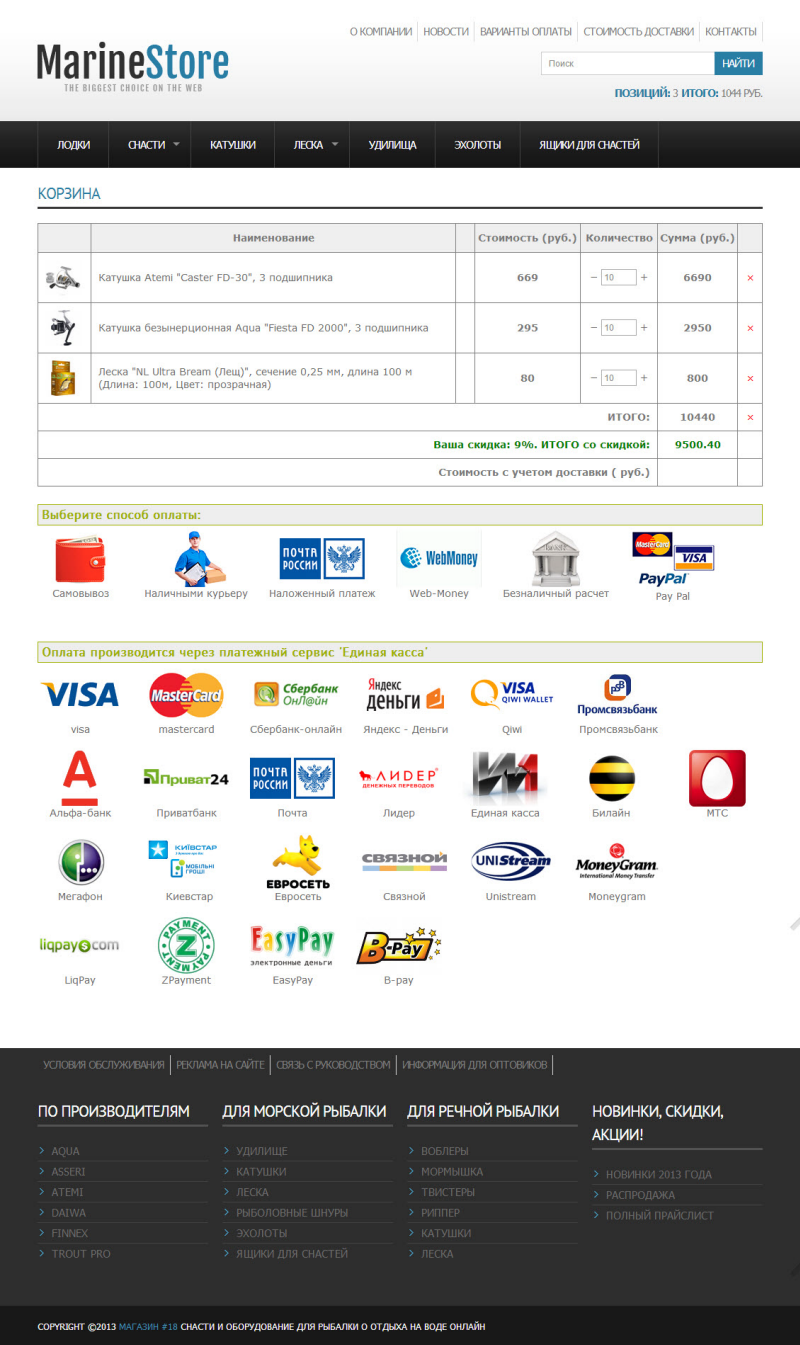 О КОМПАНИИ НОВОСТИ ВАРИАНТЫ ОПЛАТЫ СТОИМОСТЬ ДОСТАВКИ КОНТАКТЫ
MarineStore
THE BIGGEST CHOICE ON THE WEB
Поиск НАЙТИ
ПОЗИЦИЙ: 3 ИТОГО: 1044 РУБ.
ЛОДКИ СНАСТИ КАТУШКИ ЛЕСКА УДИЛИЩА ЭХОЛОТЫ ЯЩИКИ ДЛЯ СНАСТЕЙ
КОРЗИНА
Наименование Стоимость (руб.) Количество Сумма (руб.)
Катушка Atemi "Caster FD-30", 3 подшипника 669 − 10 + 6690 ×
Катушка безынерционная Aqua "Fiesta FD 2000", 3 подшипника 295 − 10 + 2950 ×
Леска "NL Ultra Bream (Лещ)", сечение 0,25 мм, длина 100 м
(Длина: 100м, Цвет: прозрачная) 80 − 10 + 800 ×
ИТОГО: 10440 ×
Ваша скидка: 9%. ИТОГО со скидкой: 9500.40
Стоимость с учетом доставки ( руб.)
Выберите способ оплаты:
ПОЧТА РОССИИ WebMoney MasterCard VISA PayPal
Самовывоз Наличными курьеру Наложенный платеж Web-Money Безналичный расчет Pay Pal
Оплата производится через платежный сервис 'Единая касса'
VISA MasterCard Сбербанк ОнЛ@йн Яндекс деньги VISA QIWI WALLET PSB Промсвязьбанк
visa mastercard Сбербанк-онлайн Яндекс - Деньги Qiwi Промсвязьбанк
А Приват24 ПОЧТА РОССИИ ЛИДЕР ДЕНЕЖНЫХ ПЕРЕВОДОВ
Альфа-банк Приватбанк Почта Лидер Единая касса Билайн МТС
КИЇВСТАР МОБІЛЬНІ ГРОШІ ЕВРОСЕТЬ СВЯЗНОЙ UNIStream MoneyGram International Money Transfer
Мегафон Киевстар Евросеть Связной Unistream Moneygram
liqpay$com PAYMENT Z PAYMENT EasyPay электронные деньги B-Pay
LiqPay ZPayment EasyPay B-pay
УСЛОВИЯ ОБСЛУЖИВАНИЯ РЕКЛАМА НА САЙТЕ СВЯЗЬ С РУКОВОДСТВОМ ИНФОРМАЦИЯ ДЛЯ ОПТОВИКОВ
ПО ПРОИЗВОДИТЕЛЯМ
AQUA
ASSERI
ATEMI
DAIWA
FINNEX
TROUT PRO
ДЛЯ МОРСКОЙ РЫБАЛКИ
УДИЛИЩЕ
КАТУШКИ
ЛЕСКА
РЫБОЛОВНЫЕ ШНУРЫ
ЭХОЛОТЫ
ЯЩИКИ ДЛЯ СНАСТЕЙ
ДЛЯ РЕЧНОЙ РЫБАЛКИ
ВОБЛЕРЫ
МОРМЫШКА
ТВИСТЕРЫ
РИППЕР
КАТУШКИ
ЛЕСКА
НОВИНКИ, СКИДКИ,
АКЦИИ!
НОВИНКИ 2013 ГОДА
РАСПРОДАЖА
ПОЛНЫЙ ПРАЙСЛИСТ
COPYRIGHT ©2013 МАГАЗИН #18 СНАСТИ И ОБОРУДОВАНИЕ ДЛЯ РЫБАЛКИ О ОТДЫХА НА ВОДЕ ОНЛАЙН